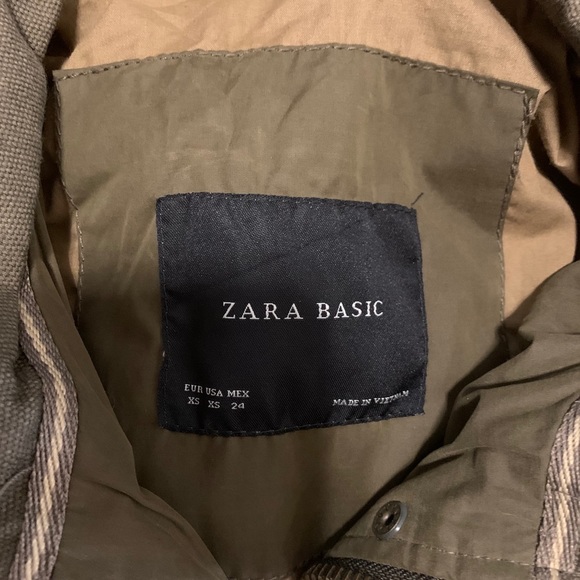 ZARA BASIC
EUR USA MEX
XS XS 24
MADE IN VIETNAM